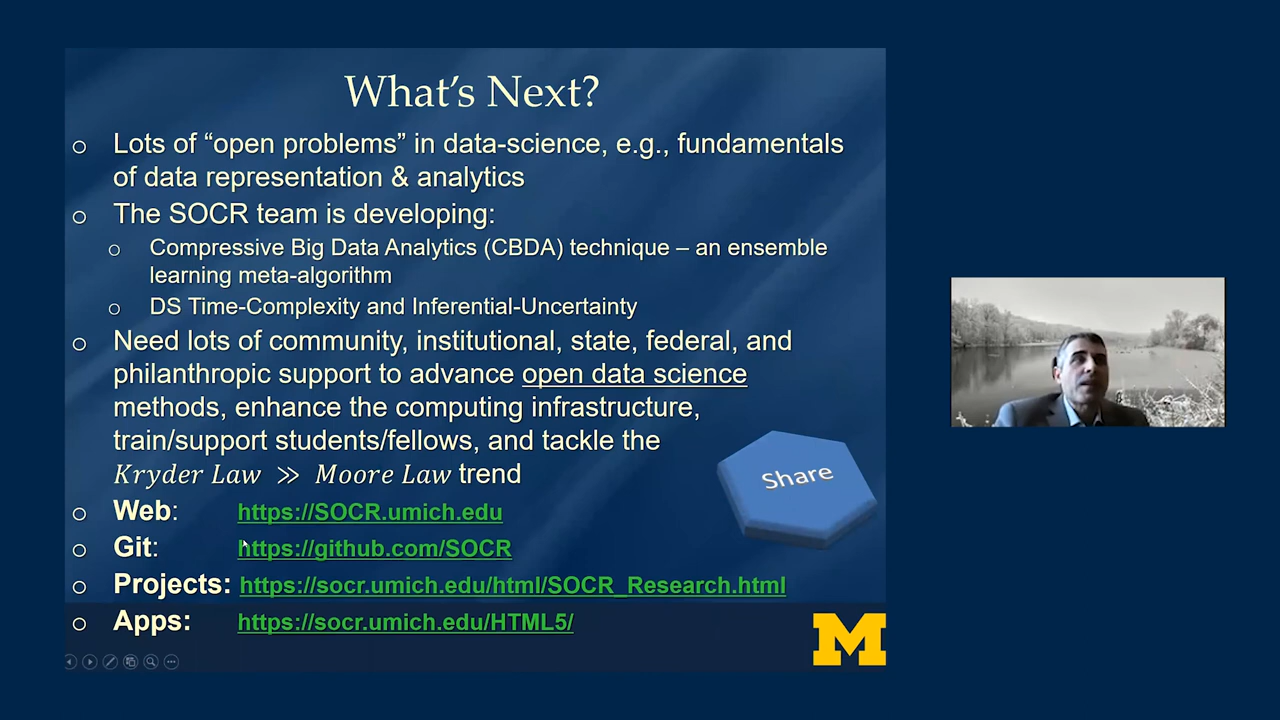 What's Next?
Lots of “open problems” in data-science, e.g., fundamentals
of data representation & analytics
The SOCR team is developing:
Compressive Big Data Analytics (CBDA) technique – an ensemble
learning meta-algorithm
DS Time-Complexity and Inferential-Uncertainty
Need lots of community, institutional, state, federal, and
philanthropic support to advance open data science
methods, enhance the computing infrastructure,
train/support students/fellows, and tackle the
Kryder Law ≫ Moore Law trend
Share
Web: https://SOCR.umich.edu
Git: https://github.com/SOCR
Projects: https://socr.umich.edu/html/SOCR_Research.html
Apps: https://socr.umich.edu/HTML5/
M